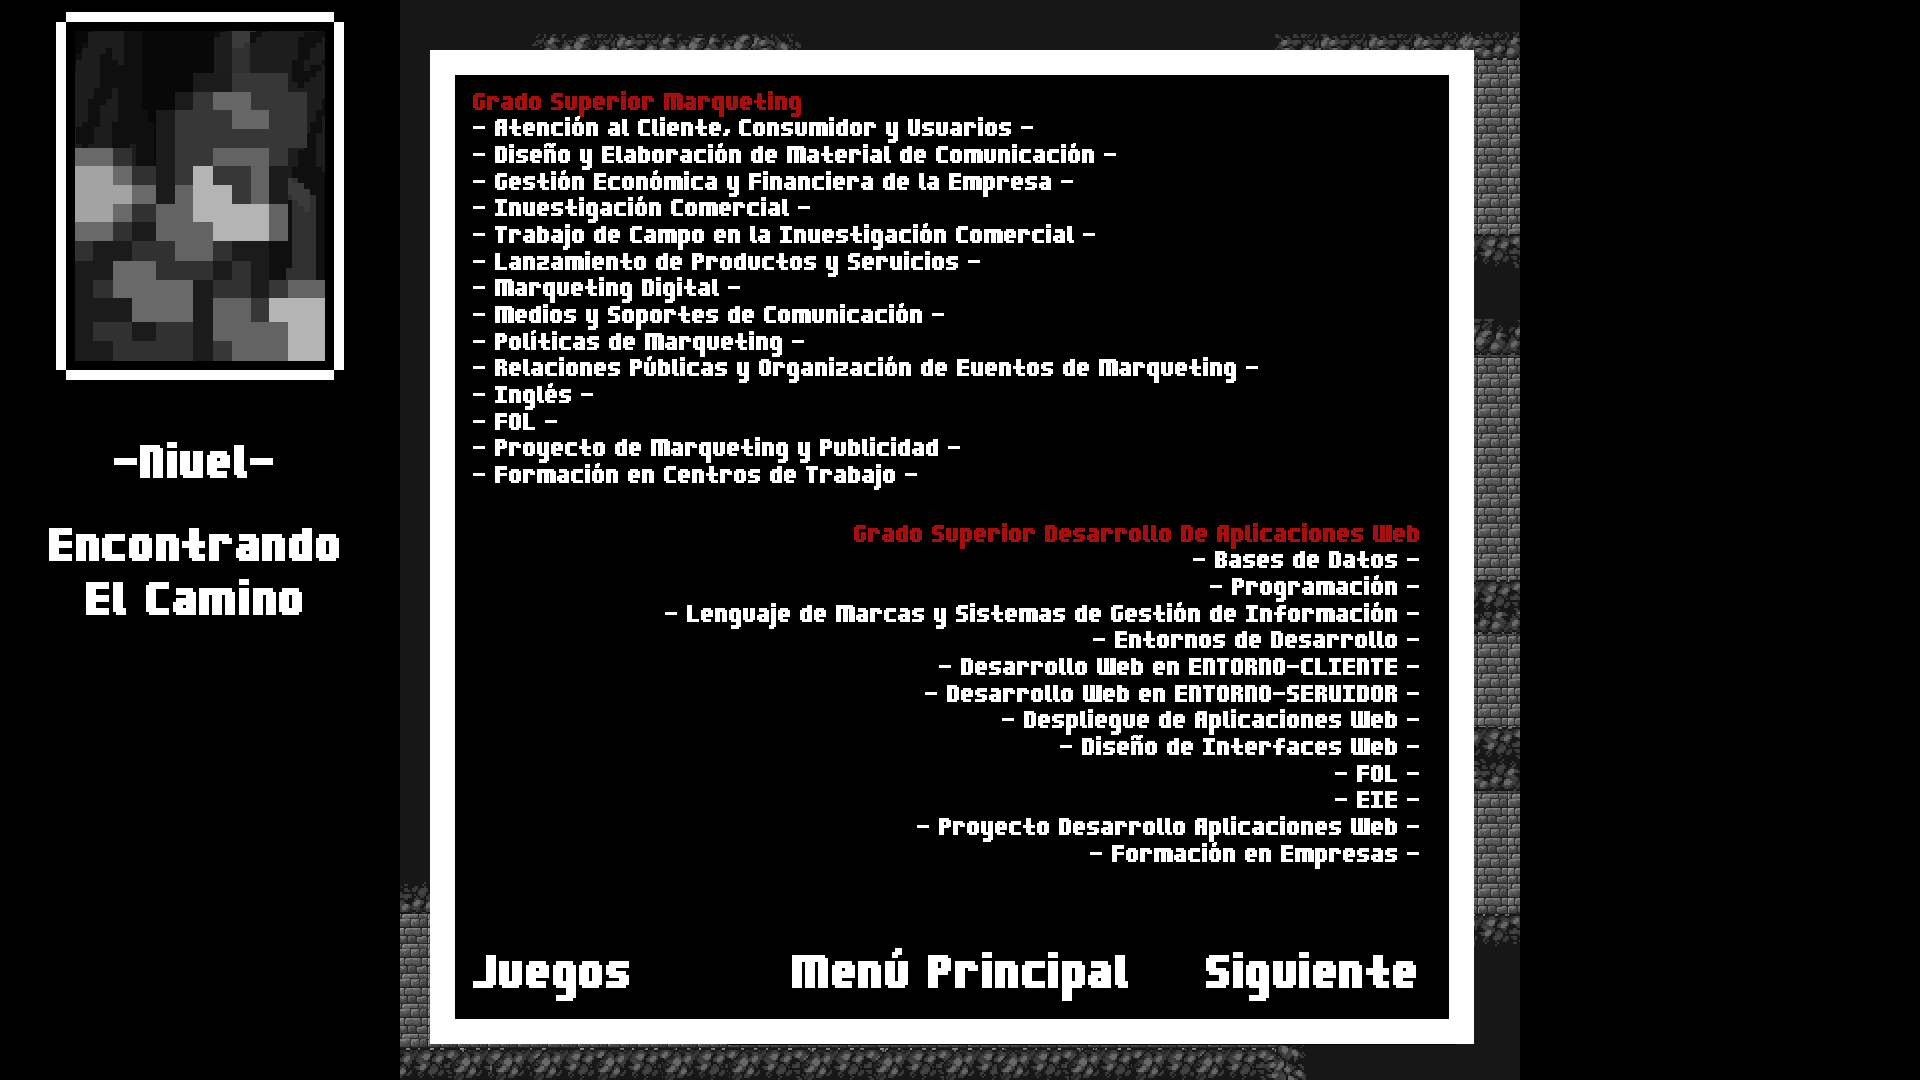 -Nivel-
Encontrando
El Camino
Grado Superior Marqueting
- Atención al Cliente, Consumidor y Usuarios -
- Diseño y Elaboración de Material de Comunicación -
- Gestión Económica y Financiera de la Empresa -
- Investigación Comercial -
- Trabajo de Campo en la Investigación Comercial -
- Lanzamiento de Productos y Servicios -
- Marqueting Digital -
- Medios y Soportes de Comunicación -
- Políticas de Marqueting -
- Relaciones Públicas y Organización de Eventos de Marqueting -
- Inglés -
- FOL -
- Proyecto de Marqueting y Publicidad -
- Formación en Centros de Trabajo -
Grado Superior Desarrollo De Aplicaciones Web
- Bases de Datos -
- Programación -
- Lenguaje de Marcas y Sistemas de Gestión de Información -
- Entornos de Desarrollo -
- Desarrollo Web en ENTORNO-CLIENTE -
- Desarrollo Web en ENTORNO-SERVIDOR -
- Despliegue de Aplicaciones Web -
- Diseño de Interfaces Web -
- FOL -
- EIE -
- Proyecto Desarrollo Aplicaciones Web -
- Formación en Empresas -
Juegos Menú Principal Siguiente